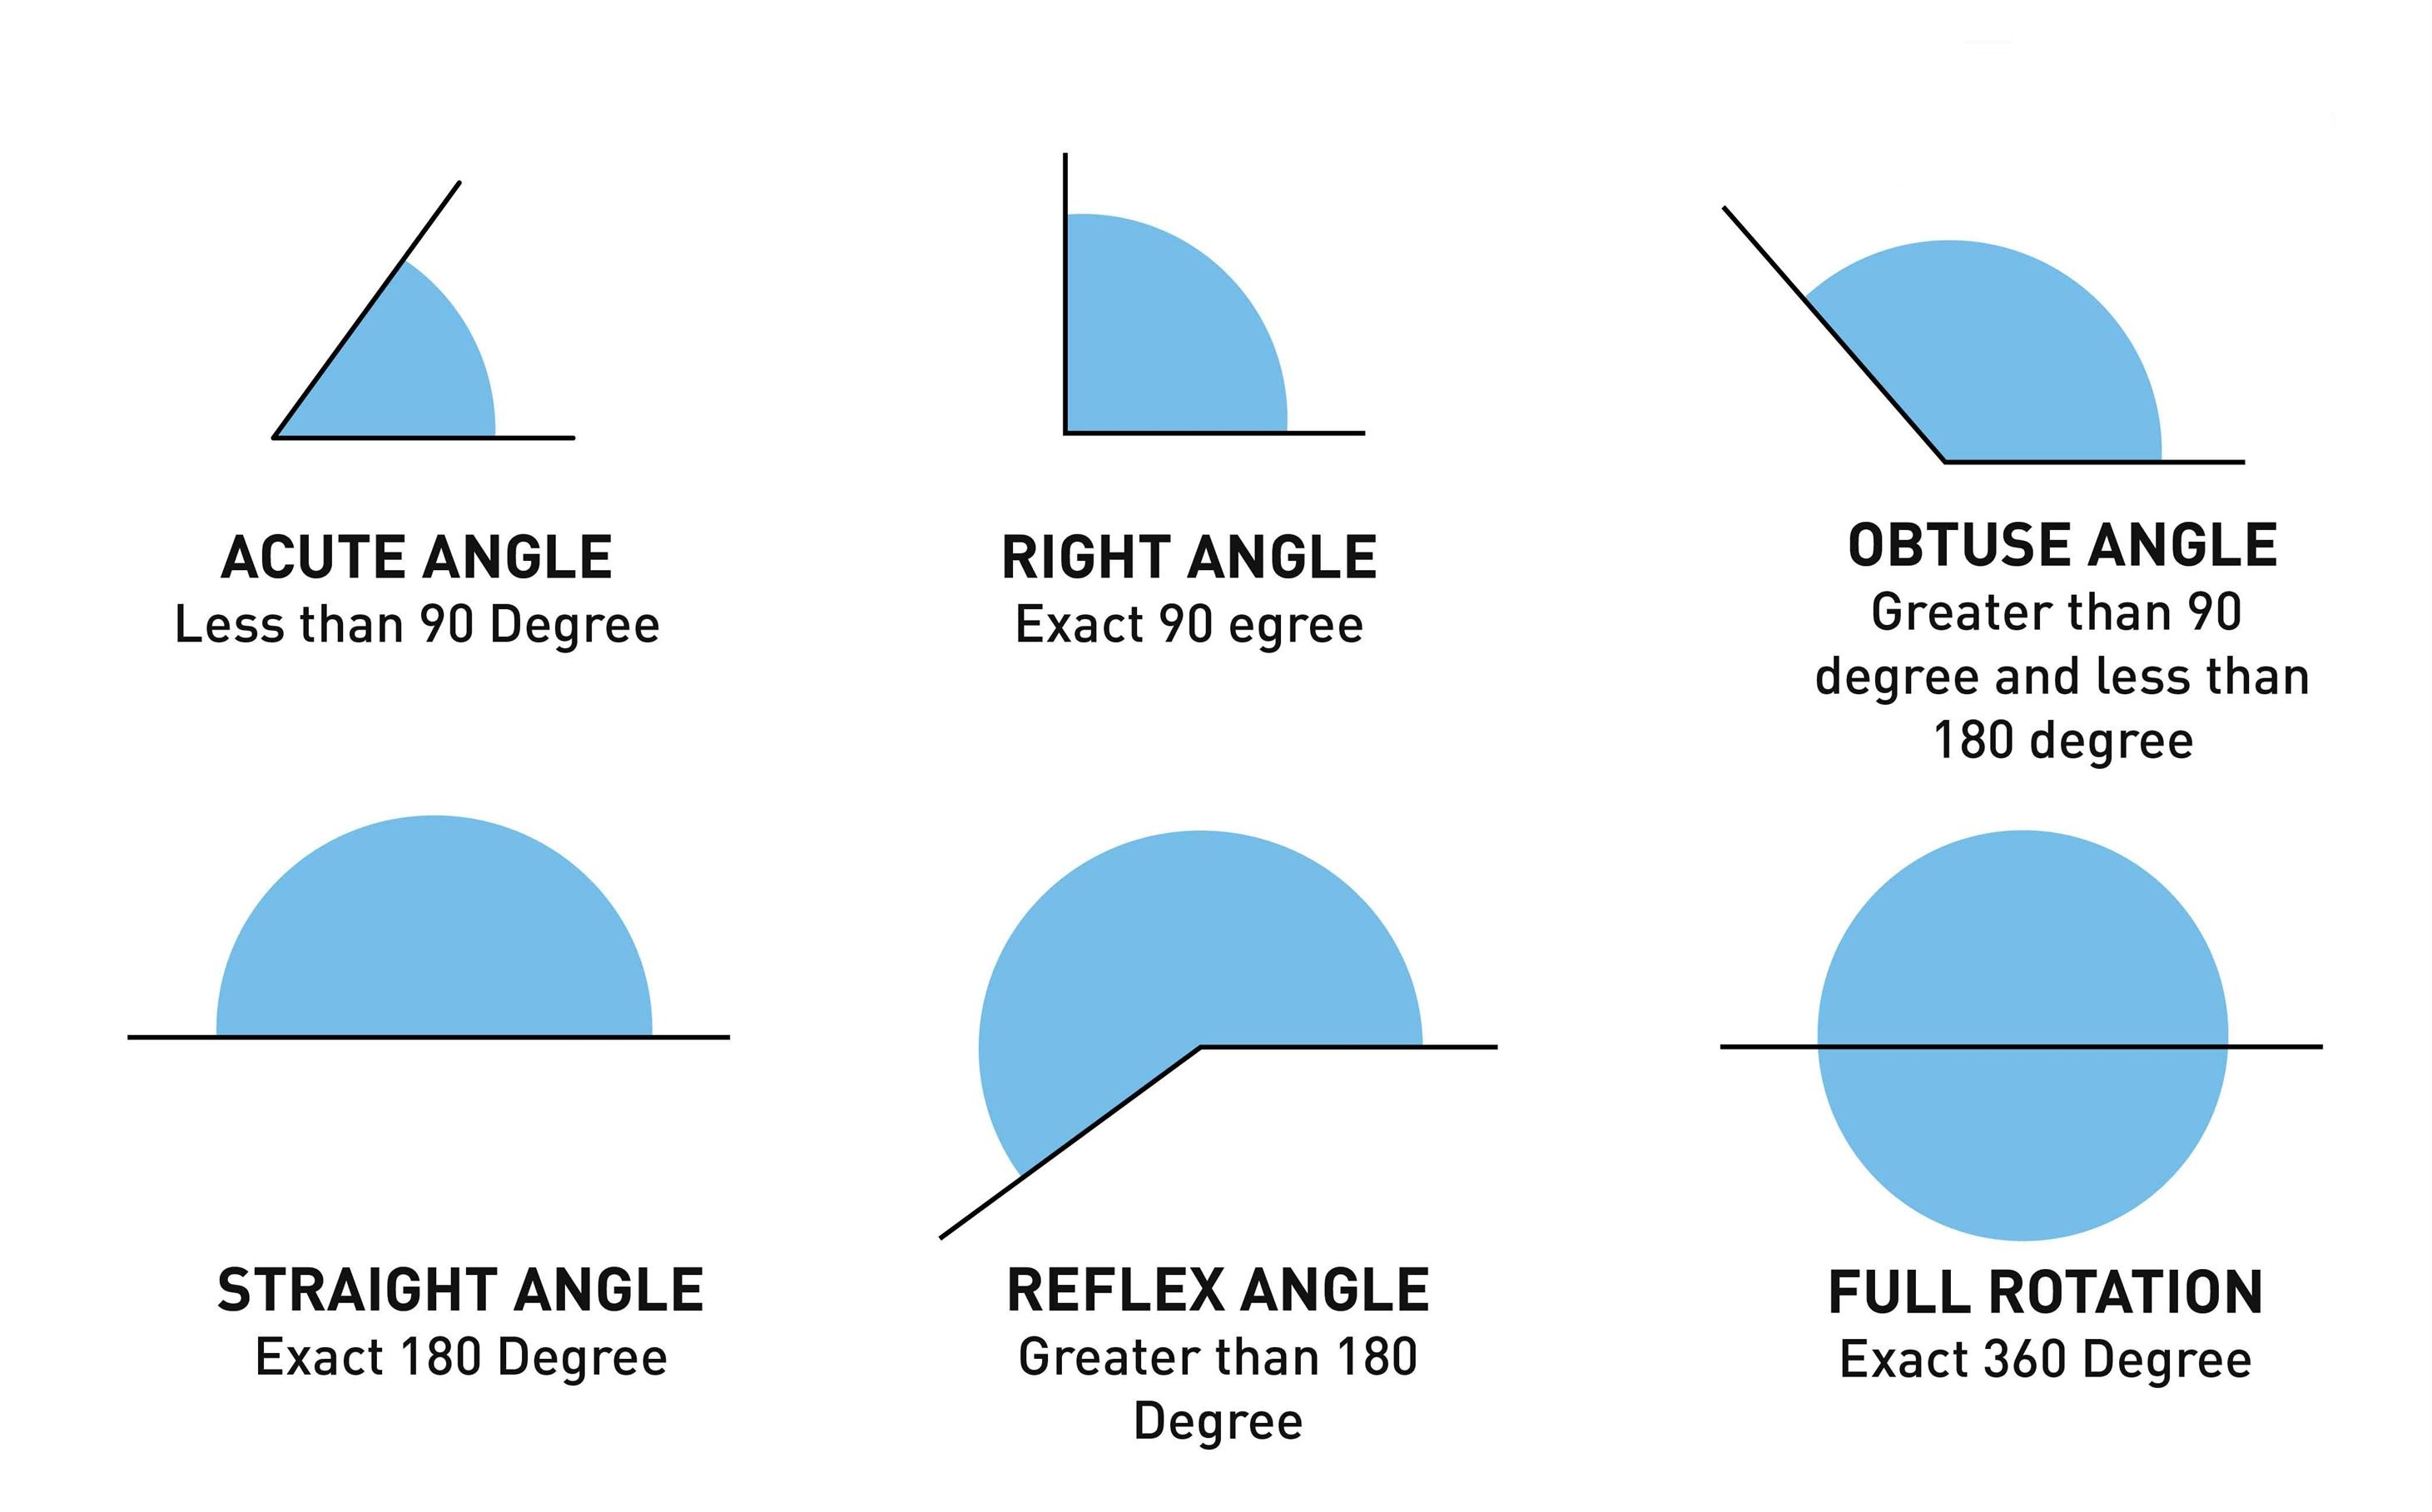 ACUTE ANGLE
Less than 90 Degree
RIGHT ANGLE
Exact 90 egree
OBTUSE ANGLE
Greater than 90
degree and less than
180 degree
STRAIGHT ANGLE
Exact 180 Degree
REFLEX ANGLE
Greater than 180
Degree
FULL ROTATION
Exact 360 Degree